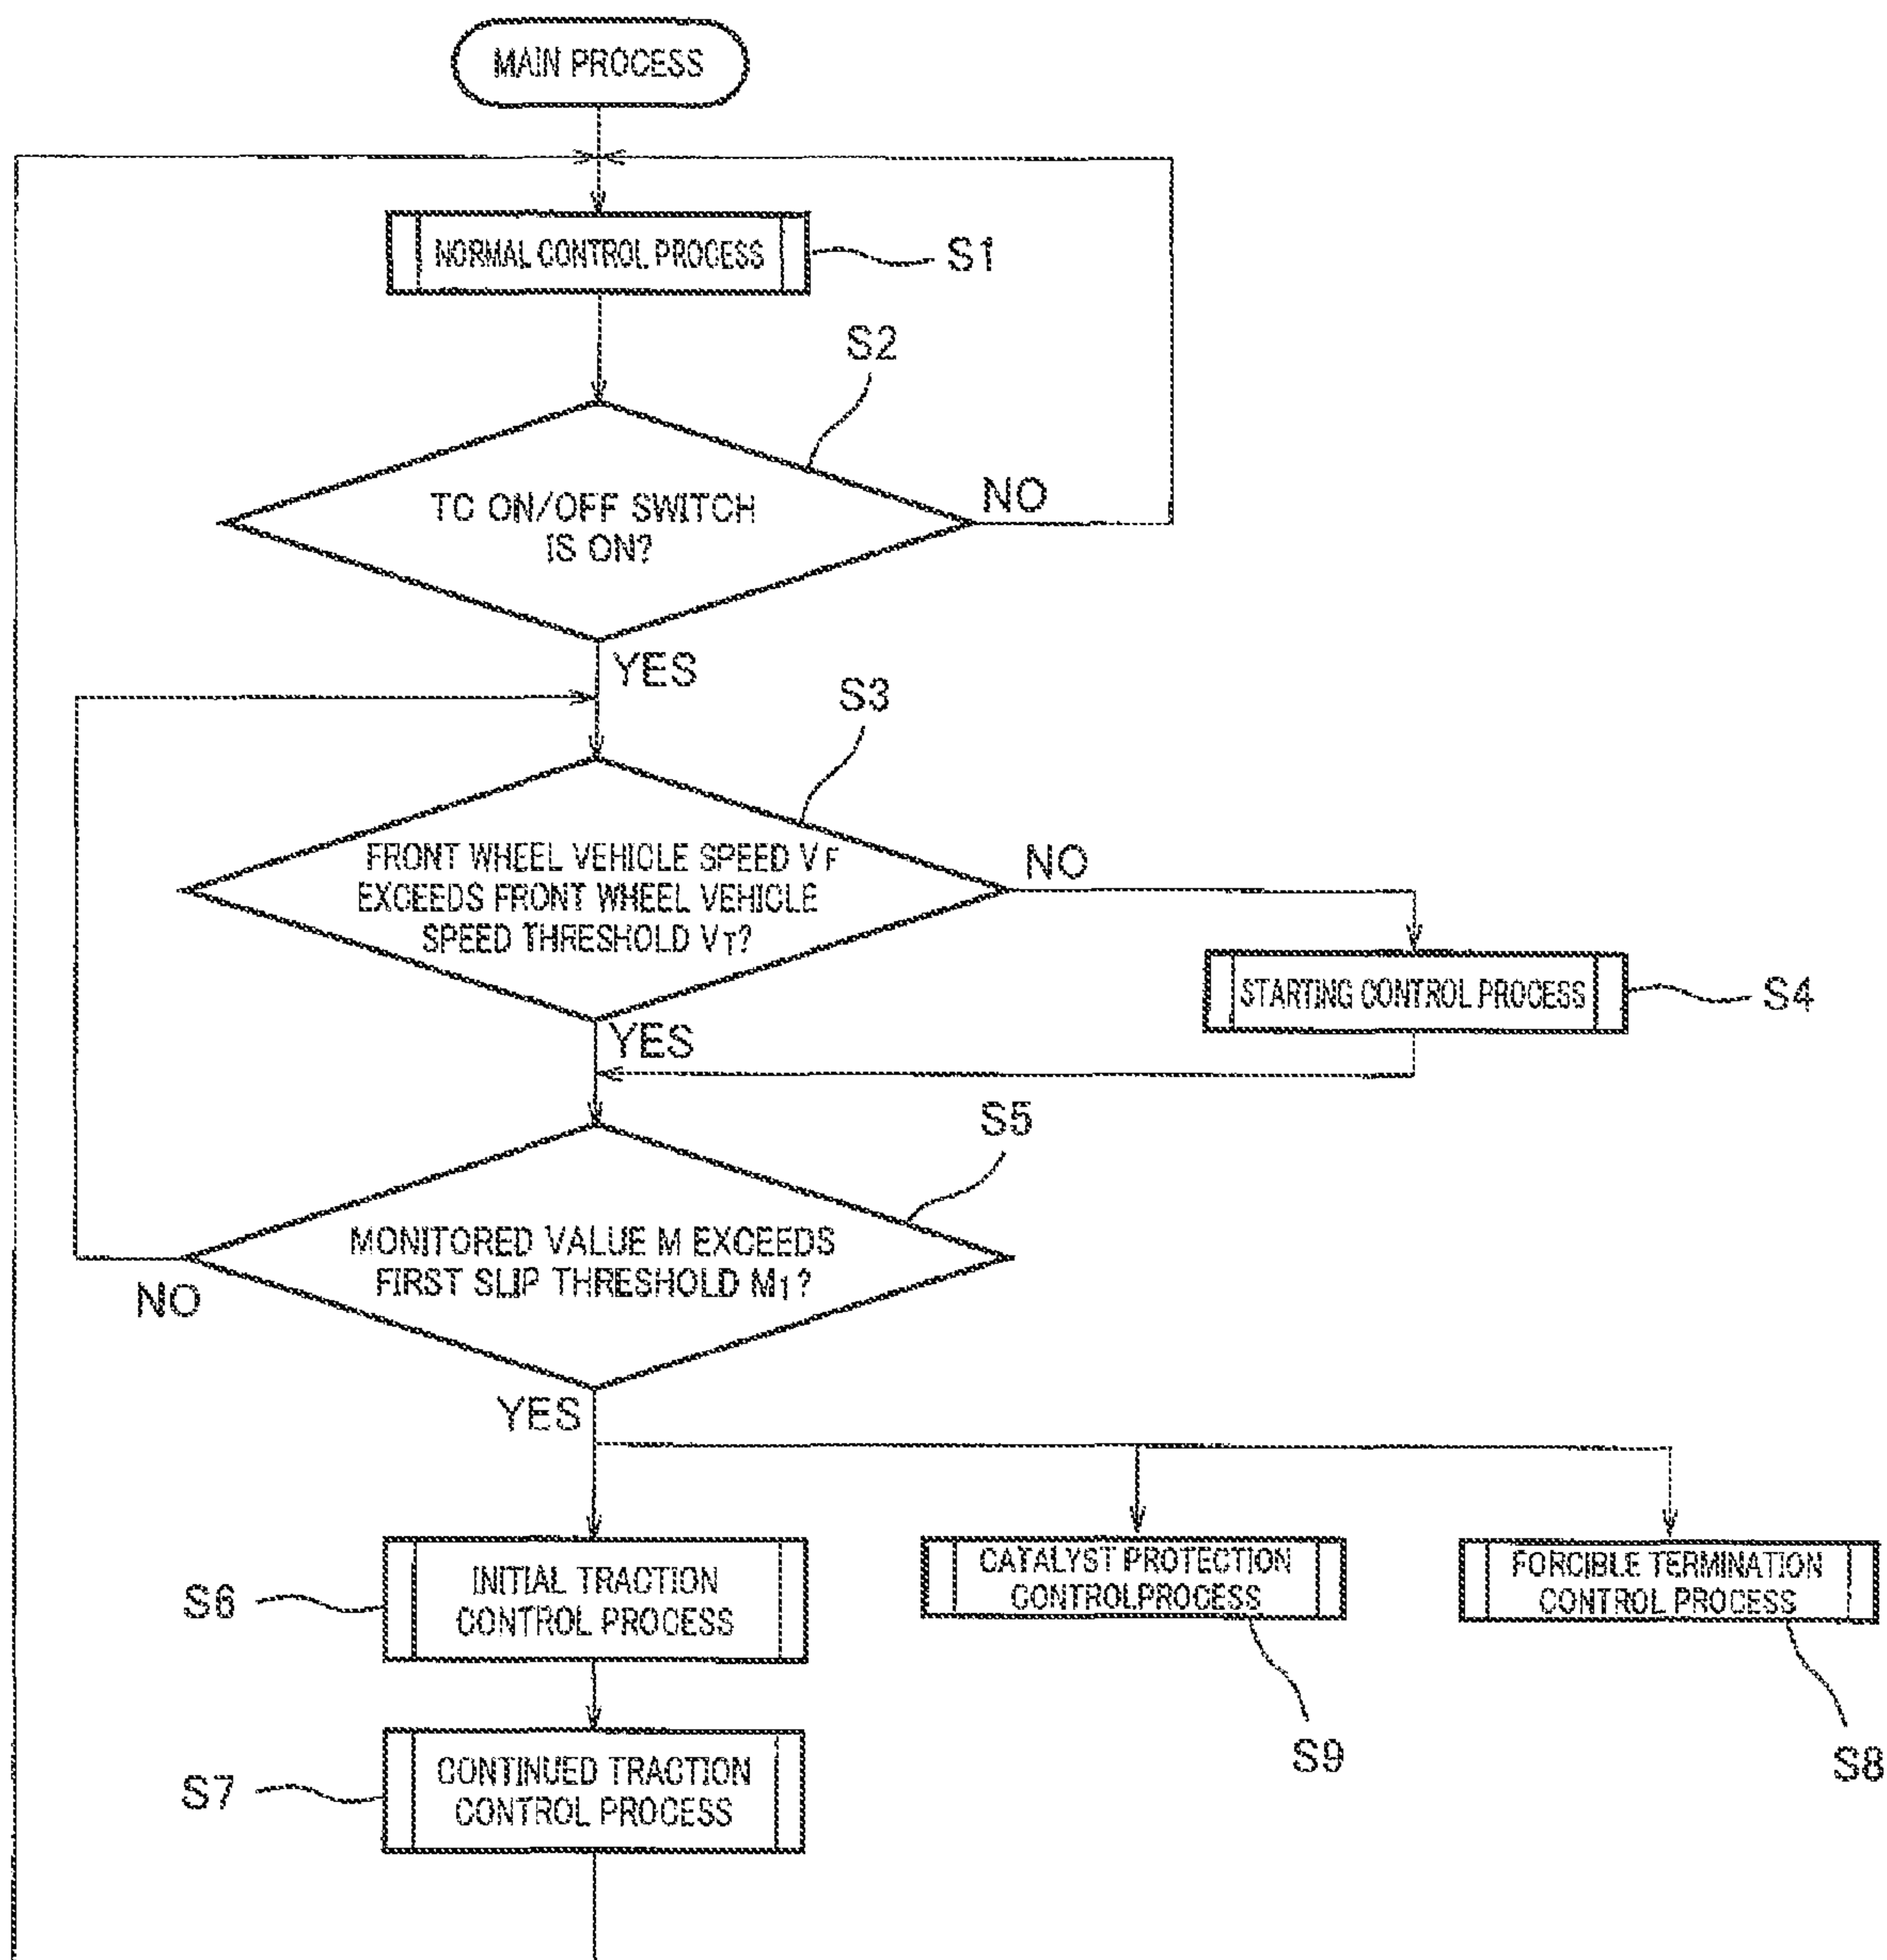 MAIN PROCESS
NORMAL CONTROL PROCESS
S1
S2
TC ON/OFF SWITCH
IS ON?
NO
YES
S3
FRONT WHEEL VEHICLE SPEED VF
EXCEEDS FRONT WHEEL VEHICLE
SPEED THRESHOLD VT?
NO
YES
STARTING CONTROL PROCESS
S4
S5
MONITORED VALUE M EXCEEDS
FIRST SLIP THRESHOLD M1?
NO
YES
S6
INITIAL TRACTION
CONTROL PROCESS
CATALYST PROTECTION
CONTROLPROCESS
FORCIBLE TERMINATION
CONTROL PROCESS
S9
S8
S7
CONTINUED TRACTION
CONTROL PROCESS